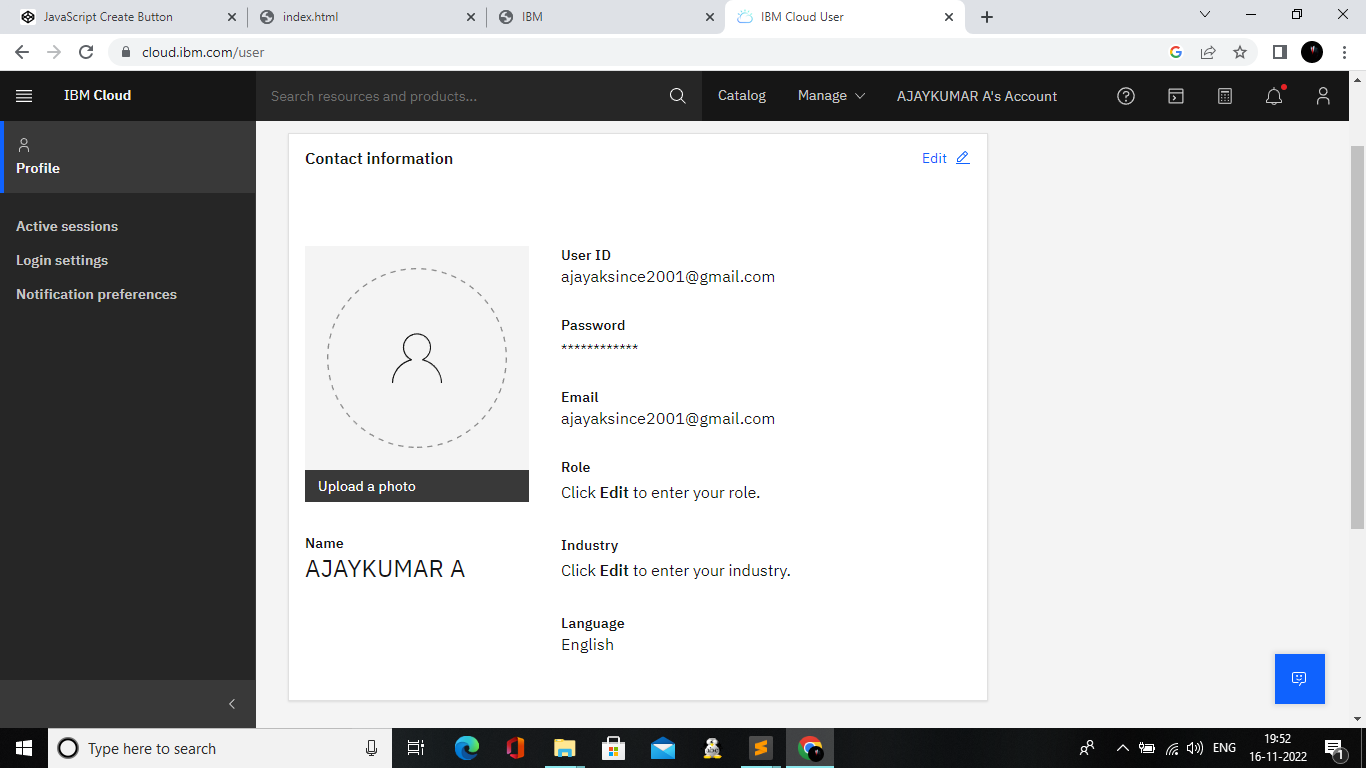 JavaScript Create Button
index.html
IBM
IBM Cloud User
cloud.ibm.com/user
IBM Cloud
Search resources and products...
Catalog
Manage
AJAYKUMAR A's Account
Profile
Active sessions
Login settings
Notification preferences
Contact information
Edit
Upload a photo
Name
AJAYKUMAR A
User ID
ajayaksince2001@gmail.com
Password
************
Email
ajayaksince2001@gmail.com
Role
Click Edit to enter your role.
Industry
Click Edit to enter your industry.
Language
English
Type here to search
ENG
19:52
16-11-2022
1